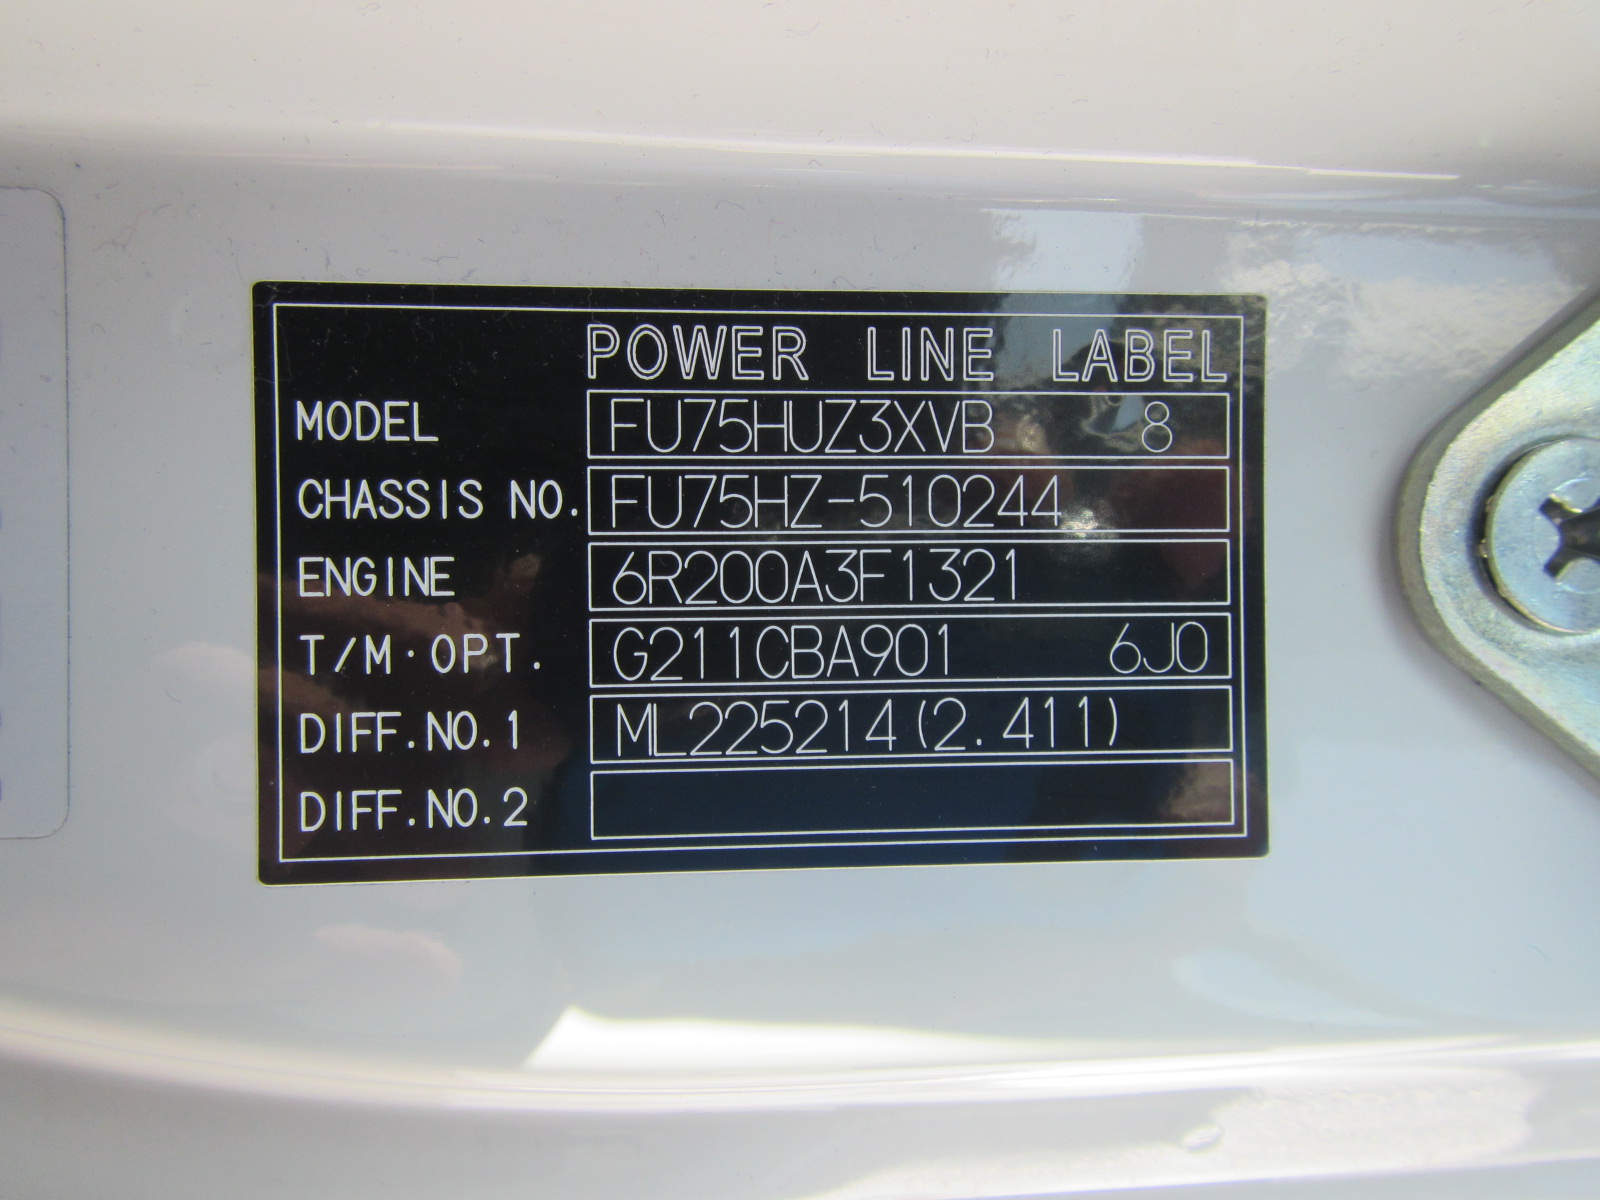 POWER LINE LABEL
MODEL FU75HUZ3XVB 8
CHASSIS NO. FU75HZ-510244
ENGINE 6R200A3F1321
T/M·OPT. G211CBA901 6J0
DIFF.NO.1 ML225214(2.411)
DIFF.NO.2